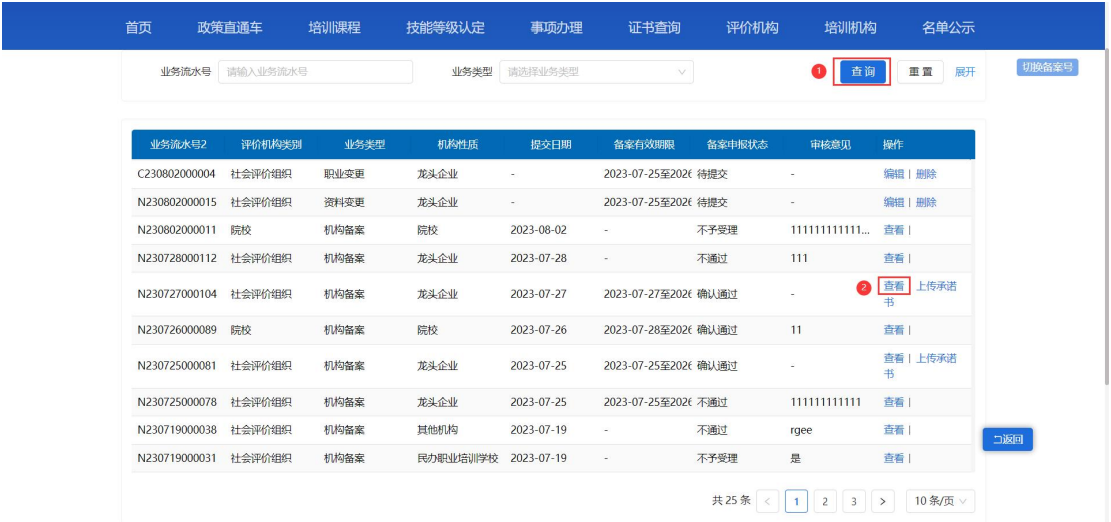 首页 政策直通车 培训课程 技能等级认定 事项办理 证书查询 评价机构 培训机构 名单公示
业务流水号 请输入业务流水号 业务类型 请选择业务类型 1 查询 重置 展开 切换备案号
业务流水号2 评价机构类别 业务类型 机构性质 提交日期 备案有效期限 备案申报状态 审核意见 操作
C230802000004 社会评价组织 职业变更 龙头企业 - 2023-07-25至2026 待提交 - 编辑 | 删除
N230802000015 社会评价组织 资料变更 龙头企业 - 2023-07-25至2026 待提交 - 编辑 | 删除
N230802000011 院校 机构备案 院校 2023-08-02 - 不予受理 111111111111... 查看 |
N230728000112 社会评价组织 机构备案 龙头企业 2023-07-28 - 不通过 111 查看 |
N230727000104 社会评价组织 机构备案 龙头企业 2023-07-27 2023-07-27至2026 确认通过 - 2 查看 上传承诺
书
N230726000089 院校 机构备案 院校 2023-07-26 2023-07-28至2026 确认通过 11 查看 |
N230725000081 社会评价组织 机构备案 龙头企业 2023-07-25 2023-07-25至2026 确认通过 - 查看 | 上传承诺
书
N230725000078 社会评价组织 机构备案 龙头企业 2023-07-25 2023-07-25至2026 不通过 111111111111 查看 |
N230719000038 社会评价组织 机构备案 其他机构 2023-07-19 - 不通过 rgee 查看 |
返回
N230719000031 社会评价组织 机构备案 民办职业培训学校 2023-07-19 - 不予受理 是 查看 |
共 25 条 < 1 2 3 > 10 条/页